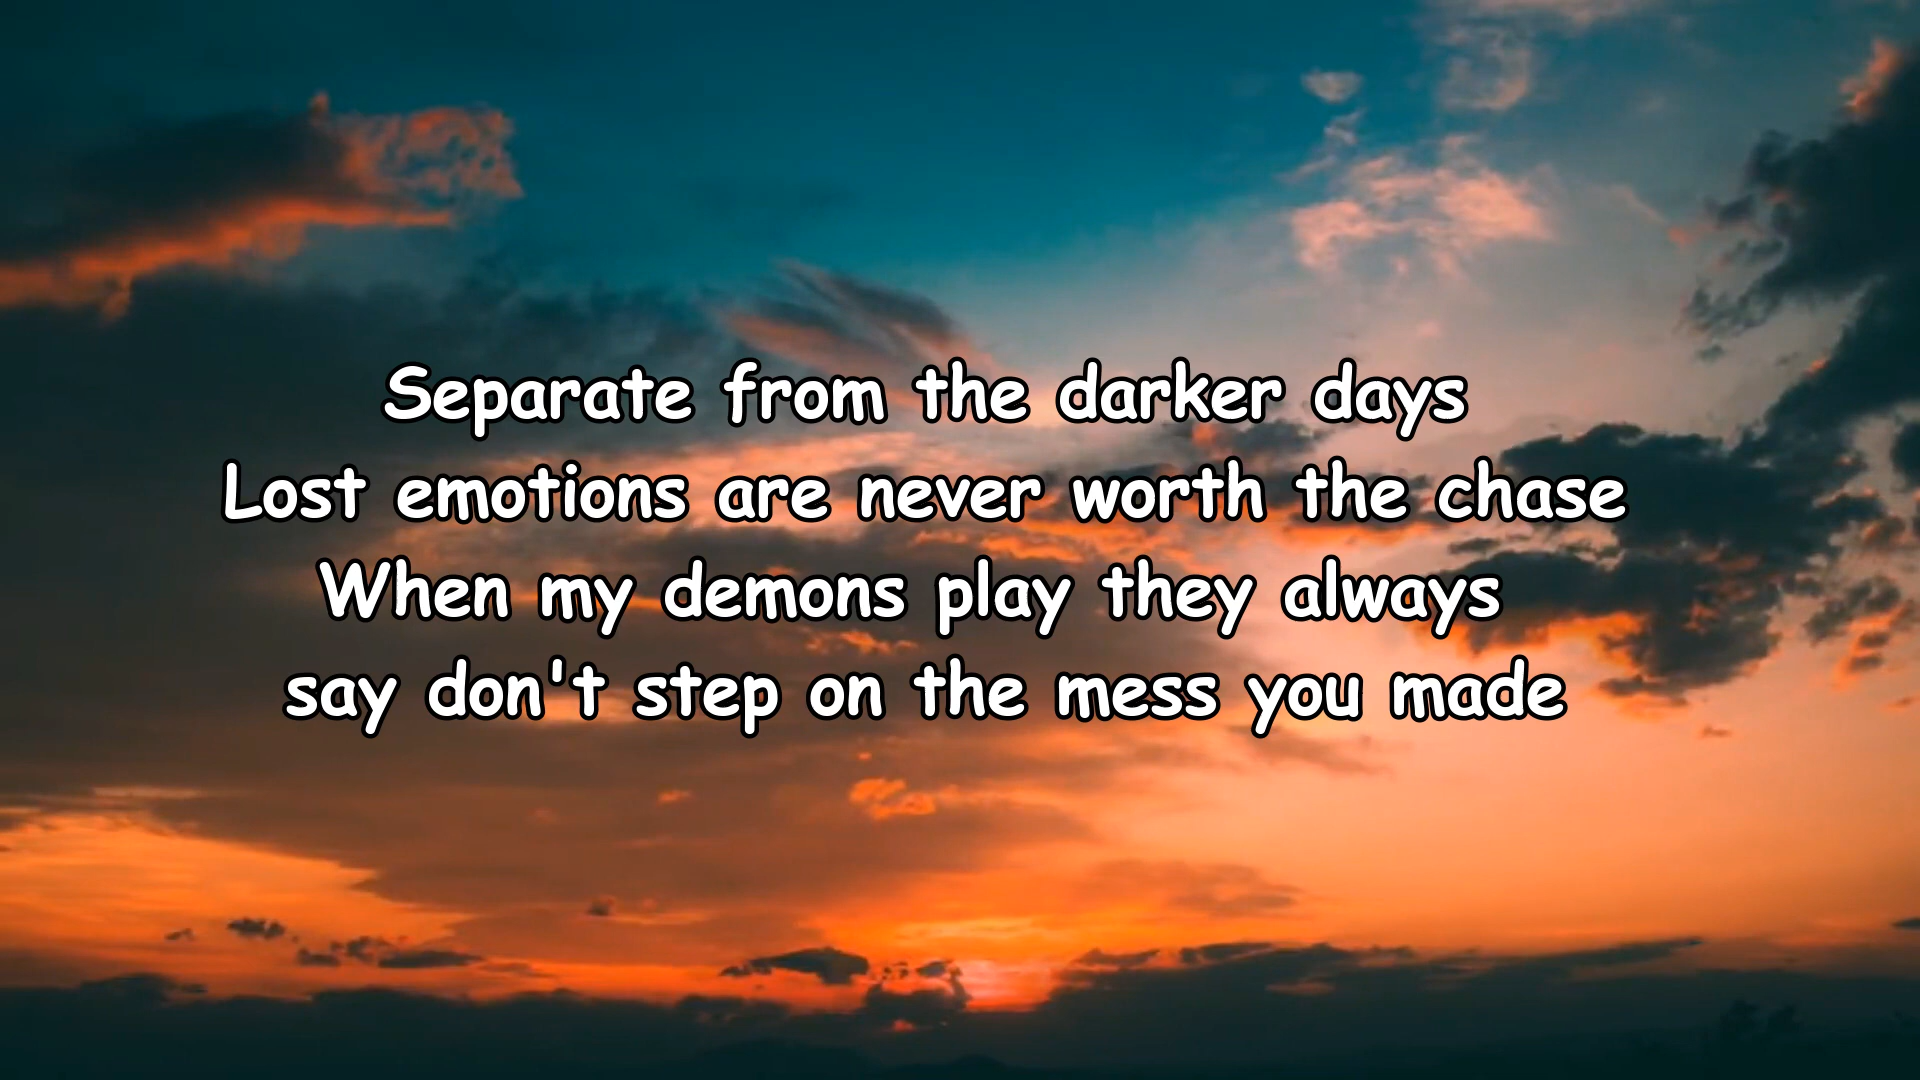 Separate from the darker days
Lost emotions are never worth the chase
When my demons play they always
say don't step on the mess you made